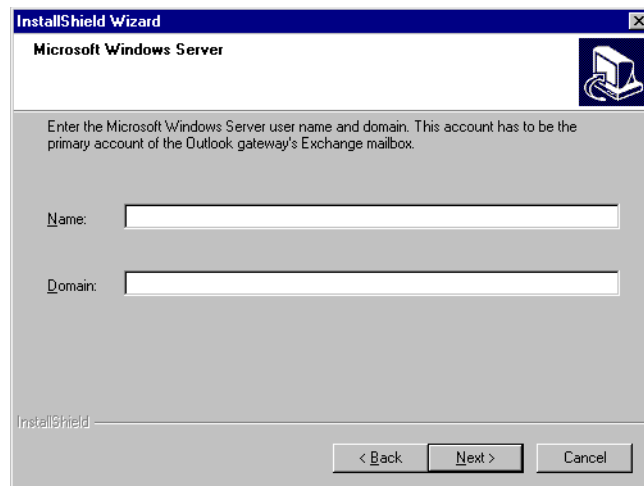 InstallShield Wizard
Microsoft Windows Server
Enter the Microsoft Windows Server user name and domain. This account has to be the
primary account of the Outlook gateway's Exchange mailbox.
Name:
Domain:
InstallShield
< Back Next > Cancel